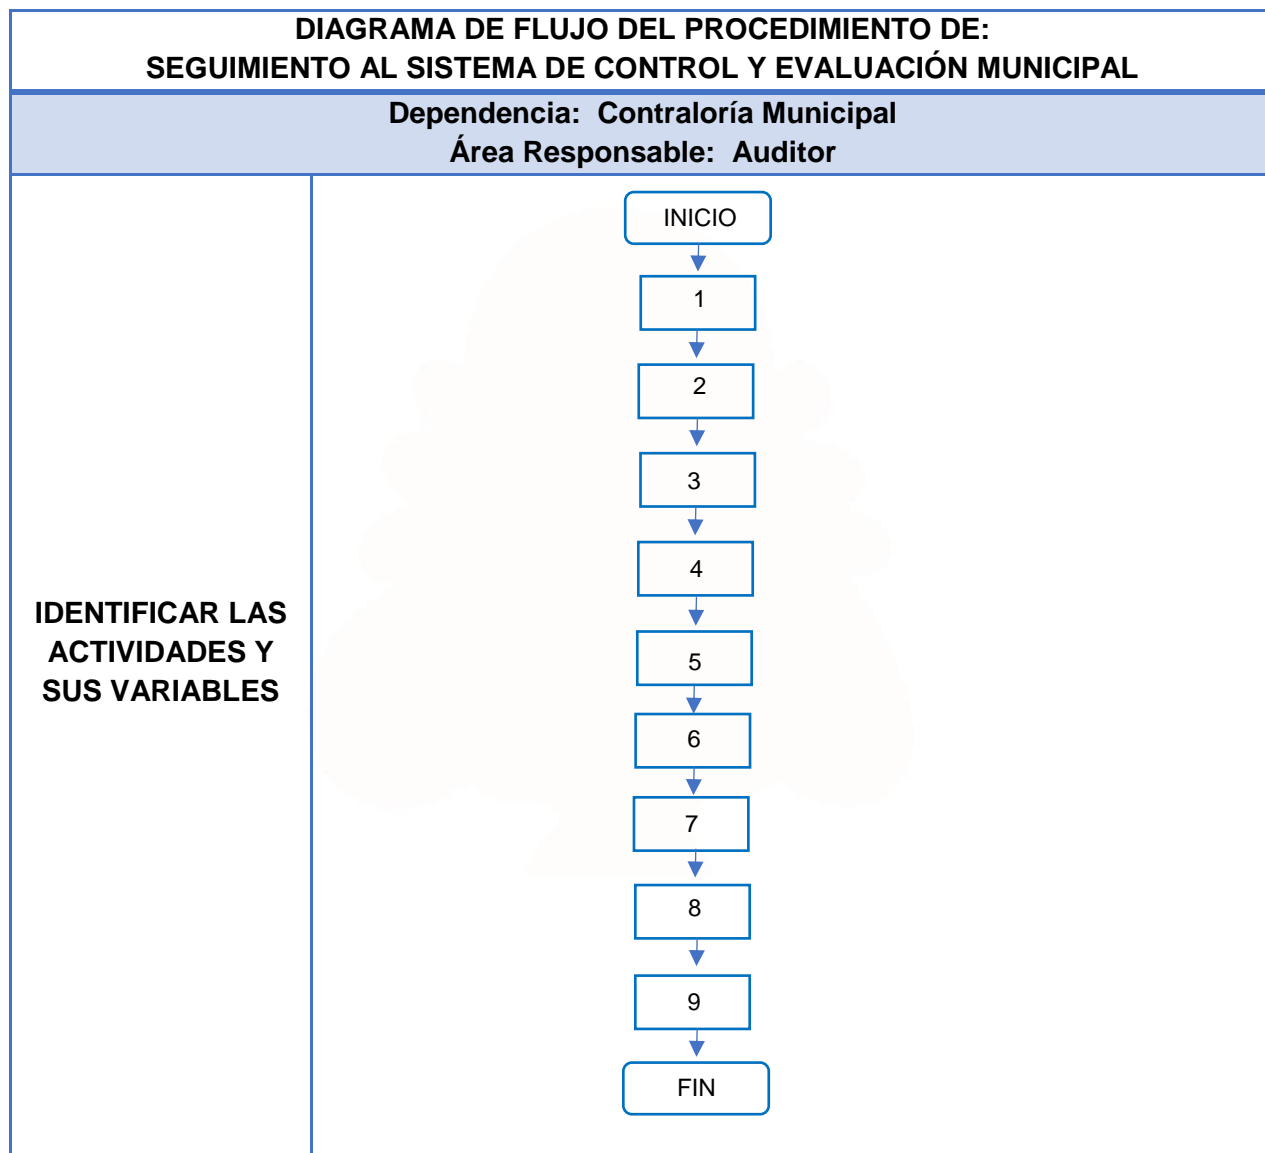 DIAGRAMA DE FLUJO DEL PROCEDIMIENTO DE:
SEGUIMIENTO AL SISTEMA DE CONTROL Y EVALUACIÓN MUNICIPAL
Dependencia: Contraloría Municipal
Área Responsable: Auditor
IDENTIFICAR LAS
ACTIVIDADES Y
SUS VARIABLES
INICIO
1
2
3
4
5
6
7
8
9
FIN